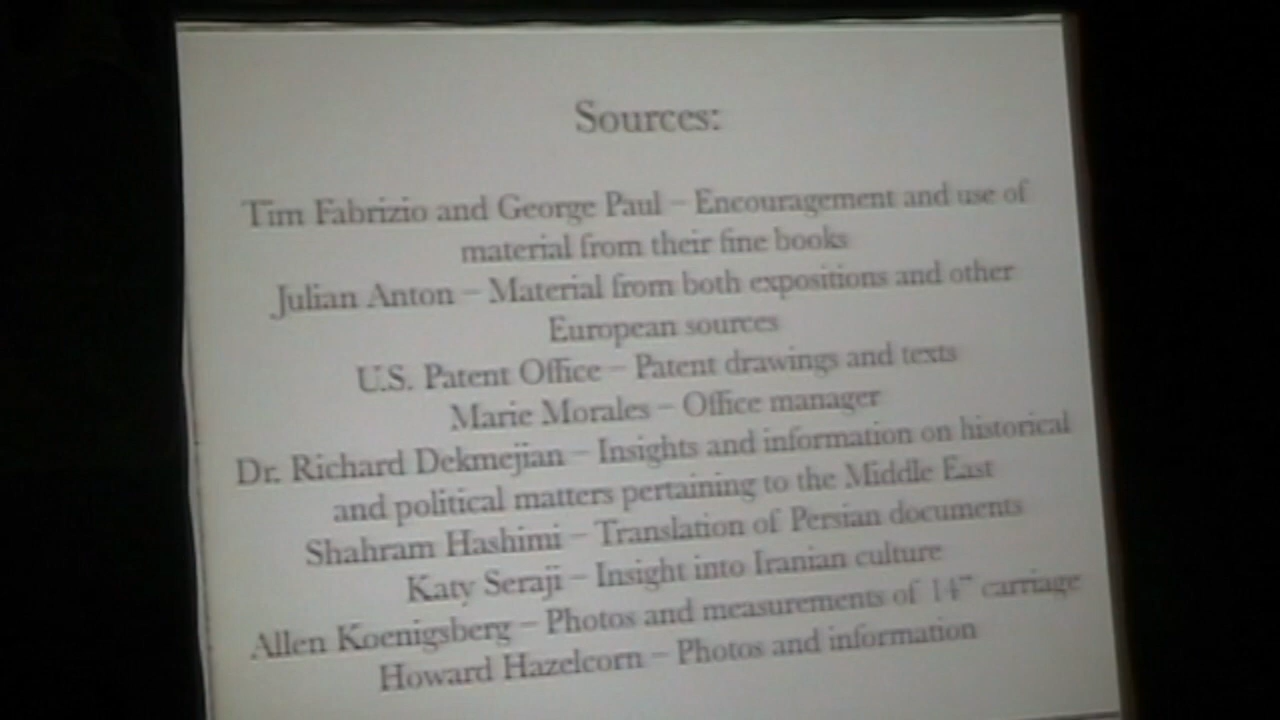 Sources:
Tim Fabrizio and George Paul – Encouragement and use of
material from their fine books
Julian Anton – Material from both expositions and other
European sources
U.S. Patent Office – Patent drawings and texts
Marie Morales – Office manager
Dr. Richard Dekmejian – Insights and information on historical
and political matters pertaining to the Middle East
Shahram Hashimi – Translation of Persian documents
Katy Seraji – Insight into Iranian culture
Allen Koenigsberg – Photos and measurements of 14” carriage
Howard Hazelcorn – Photos and information